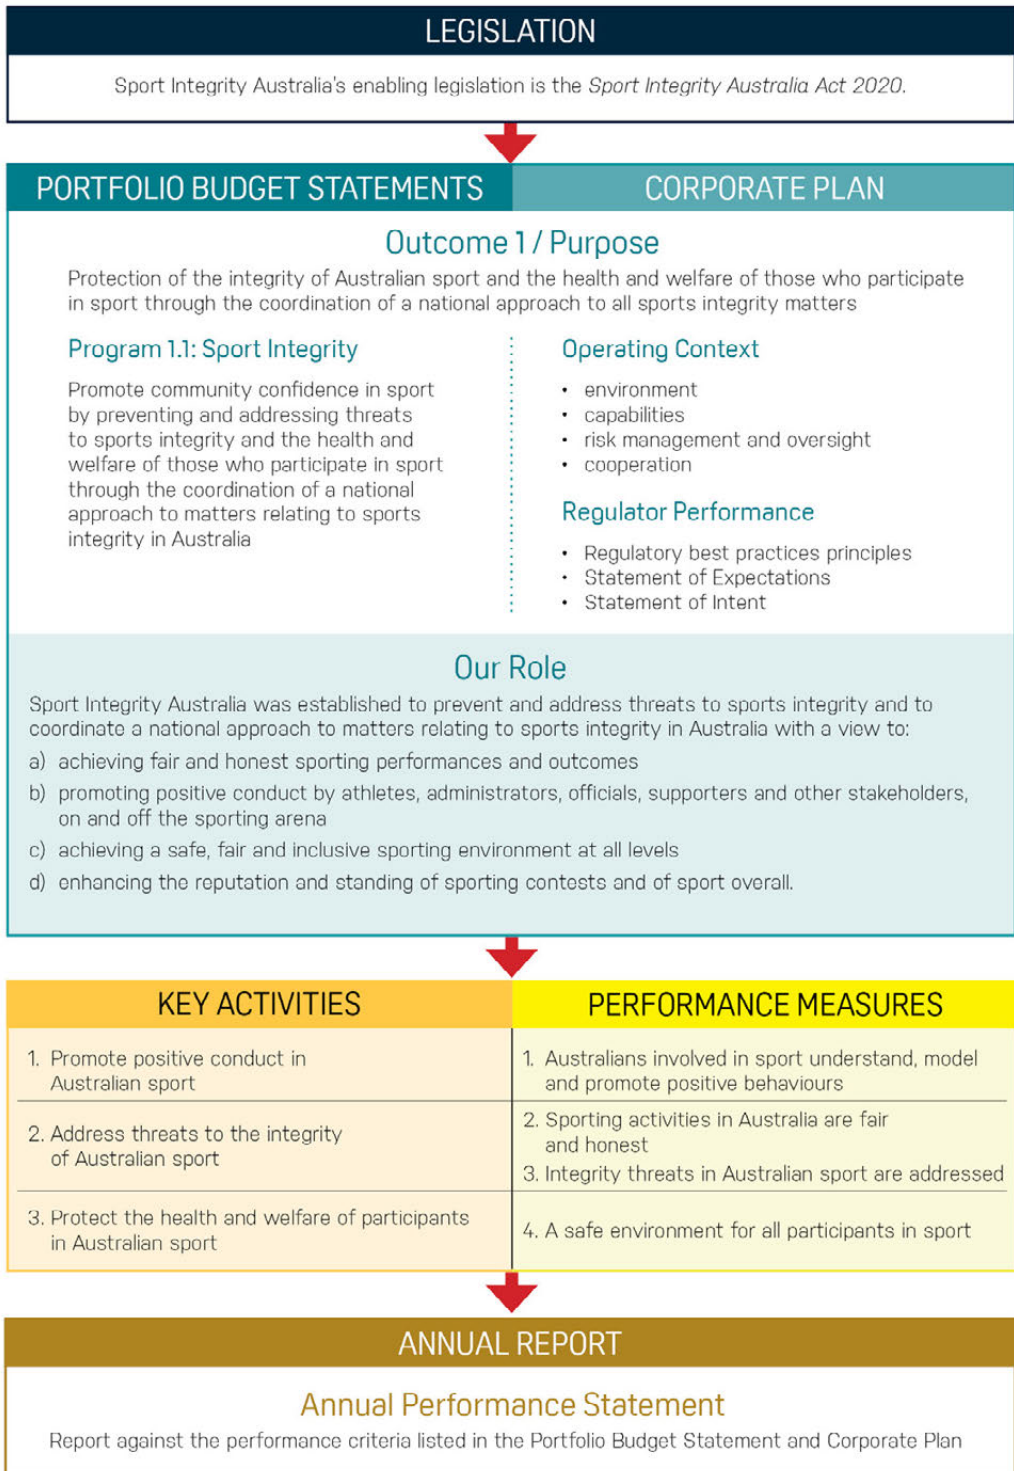 LEGISLATION
Sport Integrity Australia's enabling legislation is the Sport Integrity Australia Act 2020.
PORTFOLIO BUDGET STATEMENTS
CORPORATE PLAN
Outcome 1 / Purpose
Protection of the integrity of Australian sport and the health and welfare of those who participate
in sport through the coordination of a national approach to all sports integrity matters
Program 1.1: Sport Integrity
Promote community confidence in sport
by preventing and addressing threats
to sports integrity and the health and
welfare of those who participate in sport
through the coordination of a national
approach to matters relating to sports
integrity in Australia
Operating Context
• environment
• capabilities
• risk management and oversight
• cooperation
Regulator Performance
• Regulatory best practices principles
• Statement of Expectations
• Statement of Intent
Our Role
Sport Integrity Australia was established to prevent and address threats to sports integrity and to
coordinate a national approach to matters relating to sports integrity in Australia with a view to:
a) achieving fair and honest sporting performances and outcomes
b) promoting positive conduct by athletes, administrators, officials, supporters and other stakeholders,
on and off the sporting arena
c) achieving a safe, fair and inclusive sporting environment at all levels
d) enhancing the reputation and standing of sporting contests and of sport overall.
KEY ACTIVITIES
1. Promote positive conduct in
Australian sport
2. Address threats to the integrity
of Australian sport
3. Protect the health and welfare of participants
in Australian sport
PERFORMANCE MEASURES
1. Australians involved in sport understand, model
and promote positive behaviours
2. Sporting activities in Australia are fair
and honest
3. Integrity threats in Australian sport are addressed
4. A safe environment for all participants in sport
ANNUAL REPORT
Annual Performance Statement
Report against the performance criteria listed in the Portfolio Budget Statement and Corporate Plan